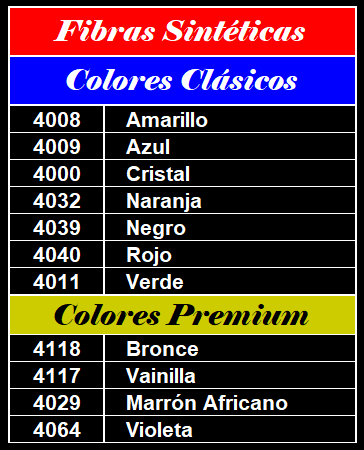 Fibras Sintéticas
Colores Clásicos
4008 Amarillo
4009 Azul
4000 Cristal
4032 Naranja
4039 Negro
4040 Rojo
4011 Verde
Colores Premium
4118 Bronce
4117 Vainilla
4029 Marrón Africano
4064 Violeta